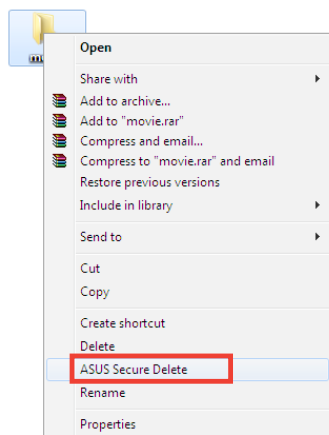 Open
Share with
Add to archive...
Add to "movie.rar"
Compress and email...
Compress to "movie.rar" and email
Restore previous versions
Include in library
Send to
Cut
Copy
Create shortcut
Delete
ASUS Secure Delete
Rename
Properties